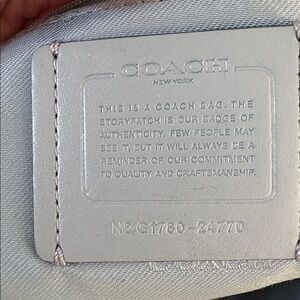 COACH
NEW YORK
THIS IS A COACH BAG. THE
STORYPATCH IS OUR BADGE OF
AUTHENTICITY. FEW PEOPLE MAY
SEE IT, BUT IT WILL ALWAYS BE A
REMINDER OF OUR COMMITMENT
TO QUALITY AND CRAFTSMANSHIP.
Nº C1780-24770